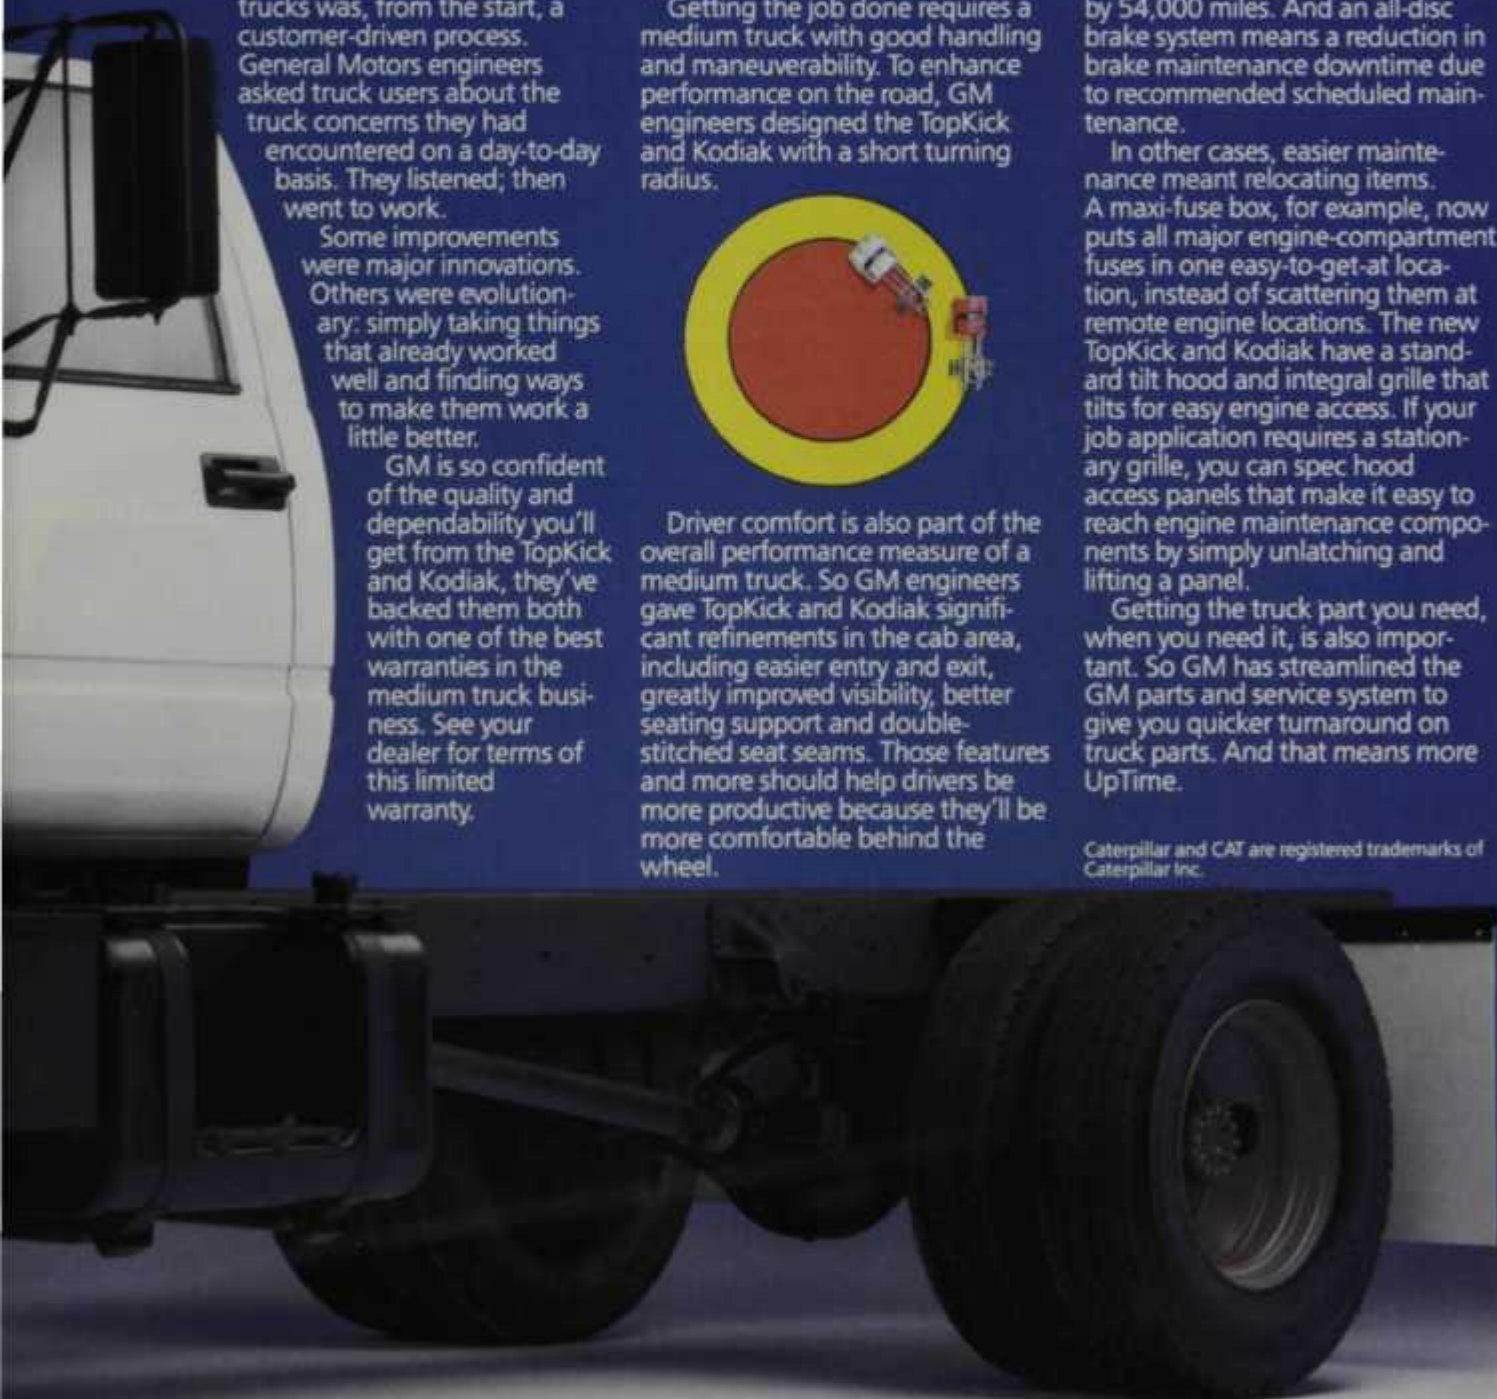 trucks was, from the start, a
customer-driven process.
General Motors engineers
asked truck users about the
truck concerns they had
encountered on a day-to-day
basis. They listened; then
went to work.
Some improvements
were major innovations.
Others were evolution-
ary: simply taking things
that already worked
well and finding ways
to make them work a
little better.
GM is so confident
of the quality and
dependability you'll
get from the TopKick
and Kodiak, they've
backed them both
with one of the best
warranties in the
medium truck busi-
ness. See your
dealer for terms of
this limited
warranty.
Getting the job done requires a
medium truck with good handling
and maneuverability. To enhance
performance on the road, GM
engineers designed the TopKick
and Kodiak with a short turning
radius.
Driver comfort is also part of the
overall performance measure of a
medium truck. So GM engineers
gave TopKick and Kodiak signifi-
cant refinements in the cab area,
including easier entry and exit,
greatly improved visibility, better
seating support and double-
stitched seat seams. Those features
and more should help drivers be
more productive because they'll be
more comfortable behind the
wheel.
by 54,000 miles. And an all-disc
brake system means a reduction in
brake maintenance downtime due
to recommended scheduled main-
tenance.
In other cases, easier mainte-
nance meant relocating items.
A maxi-fuse box, for example, now
puts all major engine-compartment
fuses in one easy-to-get-at loca-
tion, instead of scattering them at
remote engine locations. The new
TopKick and Kodiak have a stand-
ard tilt hood and integral grille that
tilts for easy engine access. If your
job application requires a station-
ary grille, you can spec hood
access panels that make it easy to
reach engine maintenance compo-
nents by simply unlatching and
lifting a panel.
Getting the truck part you need,
when you need it, is also impor-
tant. So GM has streamlined the
GM parts and service system to
give you quicker turnaround on
truck parts. And that means more
UpTime.
Caterpillar and CAT are registered trademarks of
Caterpillar Inc.